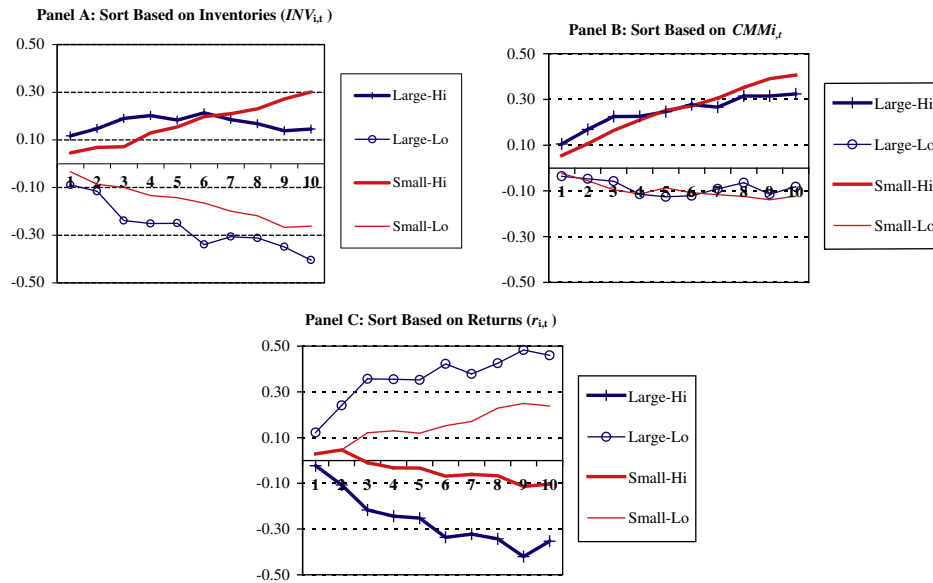 Panel A: Sort Based on Inventories (INVi,t)
0.50
0.30
0.10
-0.10
-0.30
-0.50
1 2 3 4 5 6 7 8 9 10
Large-Hi
Large-Lo
Small-Hi
Small-Lo
Panel B: Sort Based on CMMi,t
0.50
0.30
0.10
-0.10
-0.30
-0.50
1 2 3 4 5 6 7 8 9 10
Large-Hi
Large-Lo
Small-Hi
Small-Lo
Panel C: Sort Based on Returns (ri,t)
0.50
0.30
0.10
-0.10
-0.30
-0.50
1 2 3 4 5 6 7 8 9 10
Large-Hi
Large-Lo
Small-Hi
Small-Lo